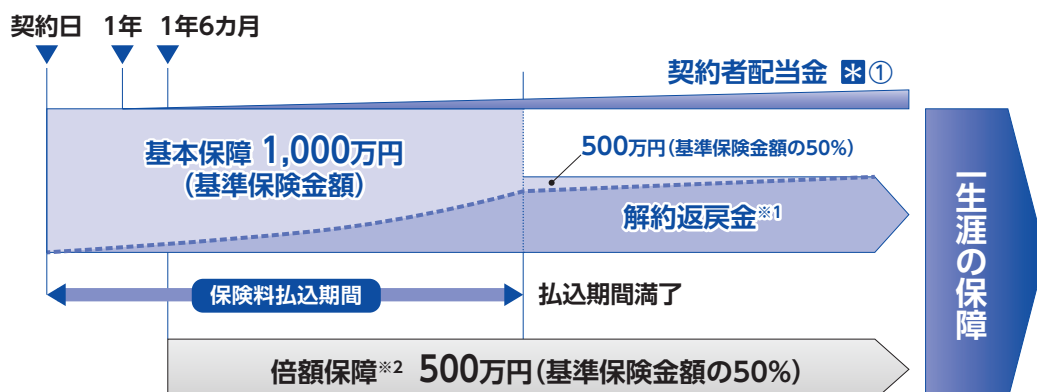 契約日 1年 1年6カ月
契約者配当金 *①
基本保障 1,000万円
(基準保険金額)
500万円(基準保険金額の50%)
解約返戻金※1
保険料払込期間
払込期間満了
倍額保障※2 500万円(基準保険金額の50%)
一生涯の保障